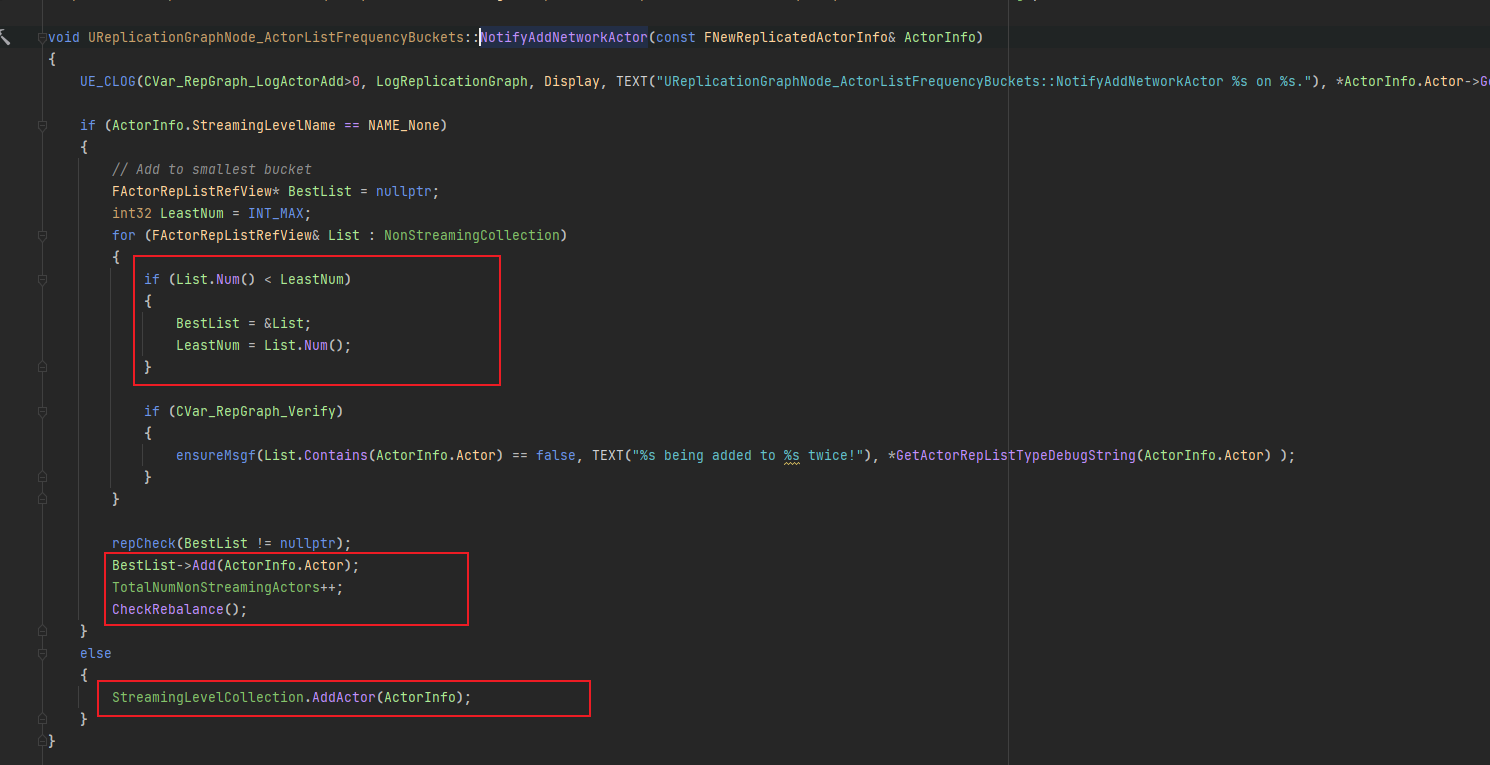 void UReplicationGraphNode_ActorListFrequencyBuckets::NotifyAddNetworkActor(const FNewReplicatedActorInfo& ActorInfo)
{
UE_CLOG(CVar_RepGraph_LogActorAdd>0, LogReplicationGraph, Display, TEXT("UReplicationGraphNode_ActorListFrequencyBuckets::NotifyAddNetworkActor %s on %s."), *ActorInfo.Actor->Ge
if (ActorInfo.StreamingLevelName == NAME_None)
{
// Add to smallest bucket
FActorRepListRefView* BestList = nullptr;
int32 LeastNum = INT_MAX;
for (FActorRepListRefView& List : NonStreamingCollection)
{
if (List.Num() < LeastNum)
{
BestList = &List;
LeastNum = List.Num();
}
if (CVar_RepGraph_Verify)
{
ensureMsgf(List.Contains(ActorInfo.Actor) == false, TEXT("%s being added to %s twice!"), *GetActorRepListTypeDebugString(ActorInfo.Actor) );
}
}
repCheck(BestList != nullptr);
BestList->Add(ActorInfo.Actor);
TotalNumNonStreamingActors++;
CheckRebalance();
}
else
{
StreamingLevelCollection.AddActor(ActorInfo);
}
}